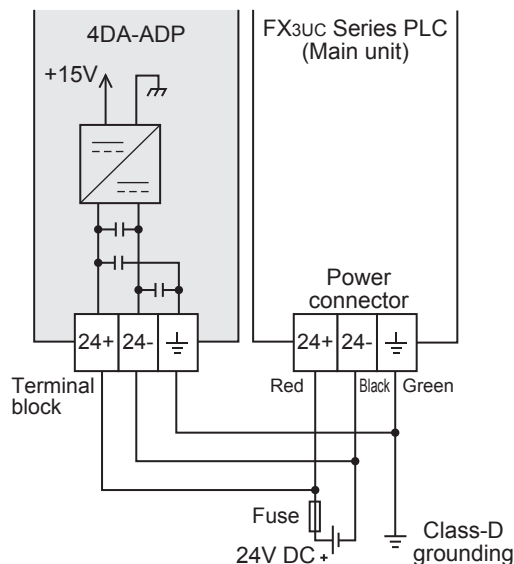 4DA-ADP
+15V
FX3UC Series PLC
(Main unit)
Power
connector
24+ 24-
24+ 24-
Terminal
block
Red Black Green
Fuse
24V DC +
Class-D
grounding